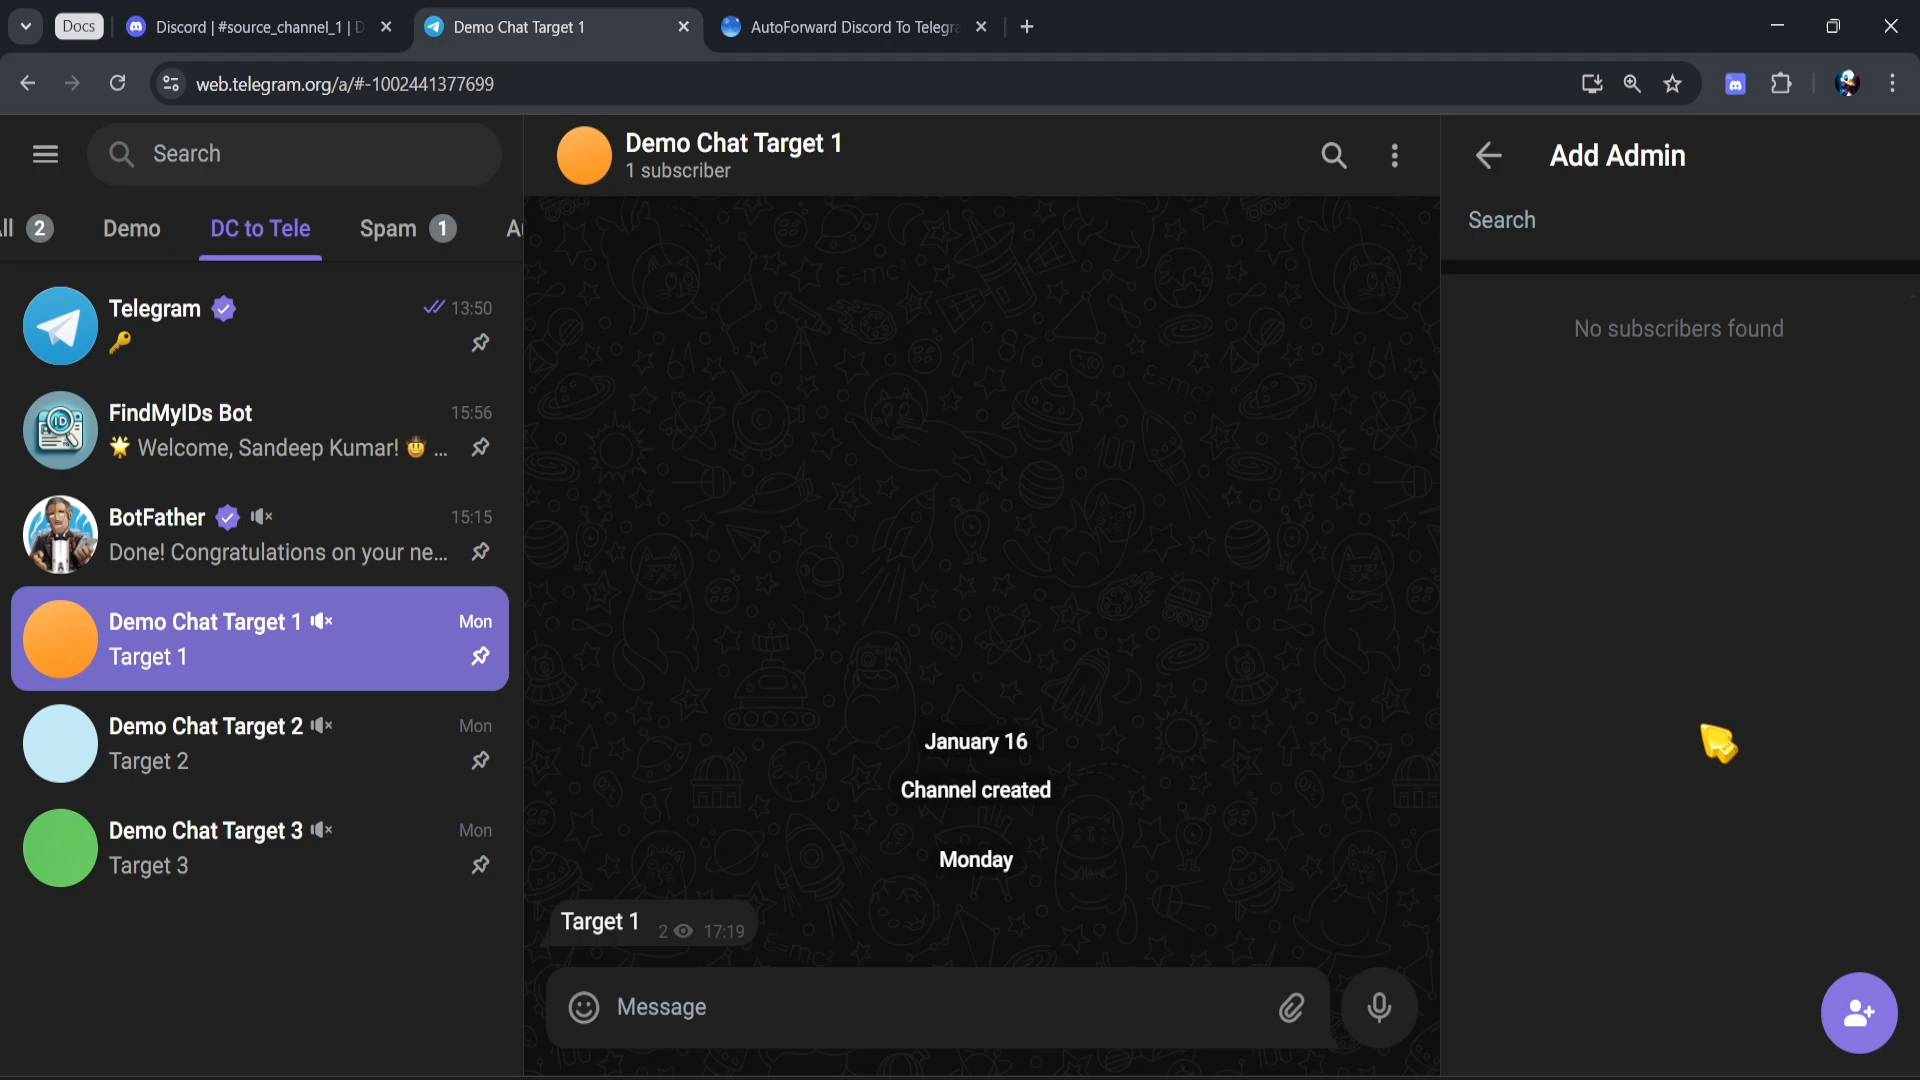 Docs
Discord | #source_channel_1 | D
Demo Chat Target 1
AutoForward Discord To Telegra
web.telegram.org/a/#-1002441377699
Search
ll 2
Demo
DC to Tele
Spam 1
Au
Telegram
13:50
FindMyIDs Bot
15:56
🌟 Welcome, Sandeep Kumar! 🤠 ...
BotFather
15:15
Done! Congratulations on your ne...
Demo Chat Target 1
Mon
Target 1
Demo Chat Target 2
Mon
Target 2
Demo Chat Target 3
Mon
Target 3
Demo Chat Target 1
1 subscriber
January 16
Channel created
Monday
Target 1 2 17:19
Message
Add Admin
Search
No subscribers found